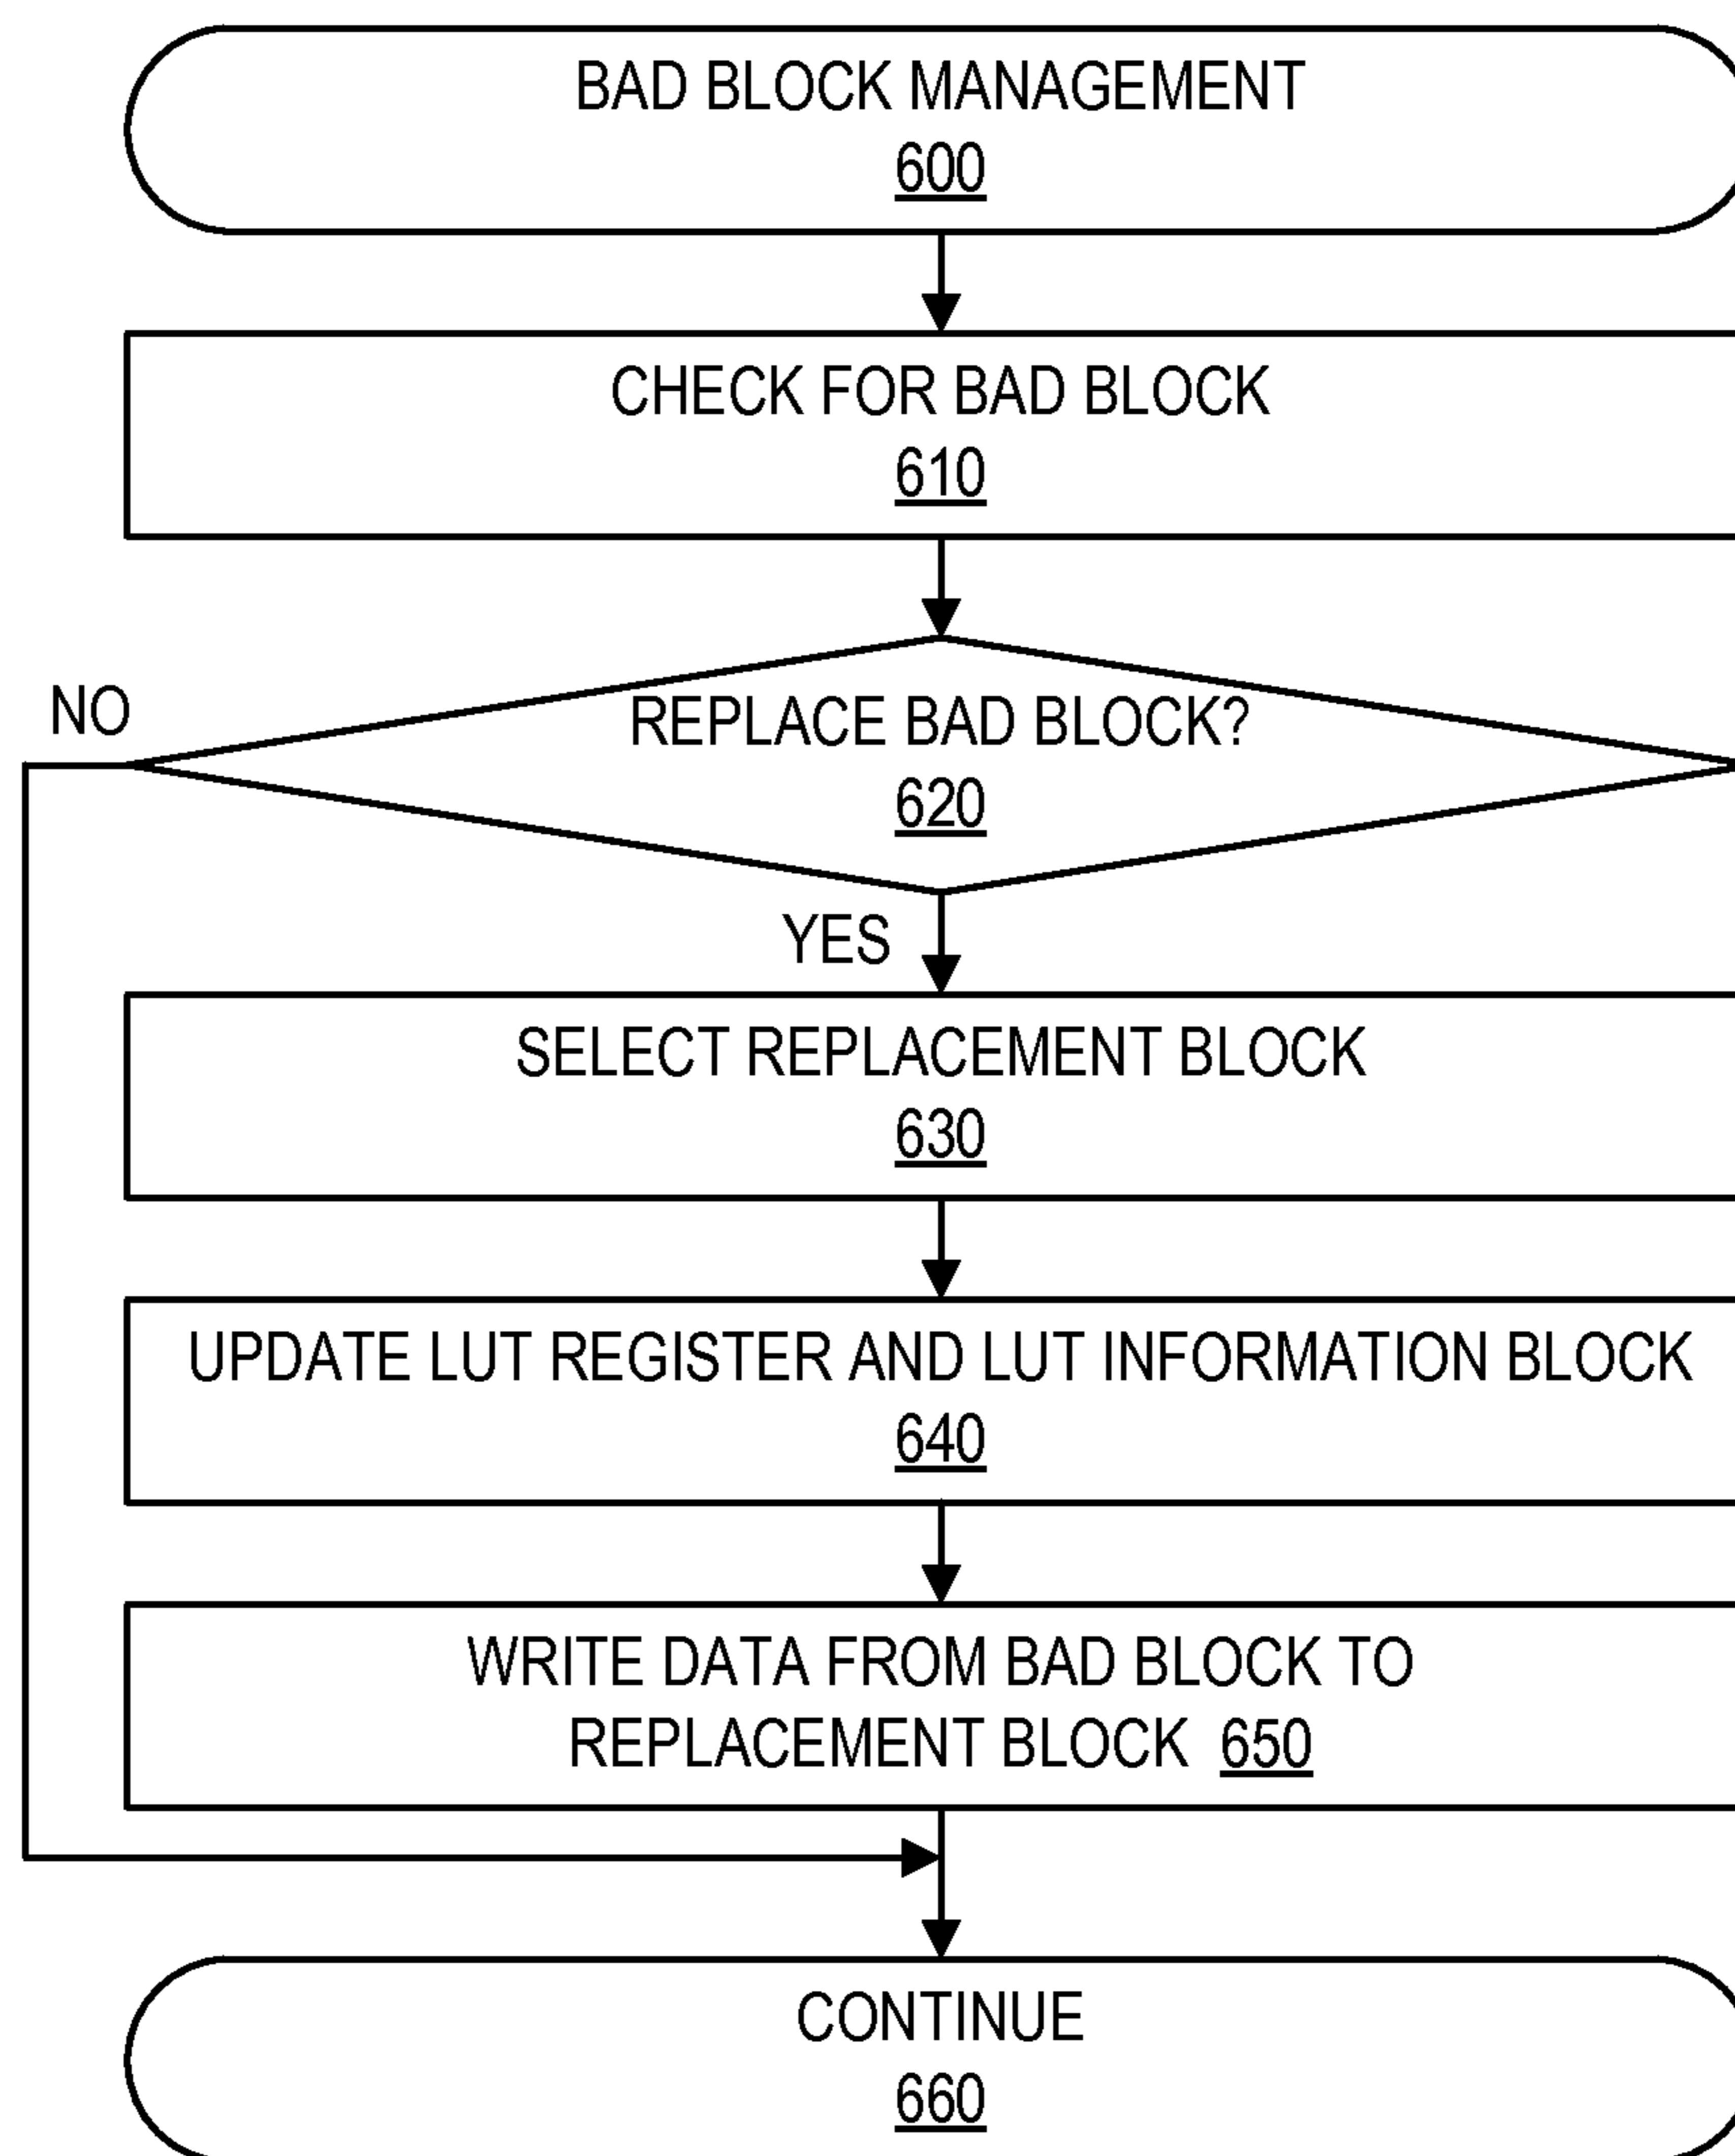 BAD BLOCK MANAGEMENT
600
CHECK FOR BAD BLOCK
610
NO
REPLACE BAD BLOCK?
620
YES
SELECT REPLACEMENT BLOCK
630
UPDATE LUT REGISTER AND LUT INFORMATION BLOCK
640
WRITE DATA FROM BAD BLOCK TO
REPLACEMENT BLOCK 650
CONTINUE
660